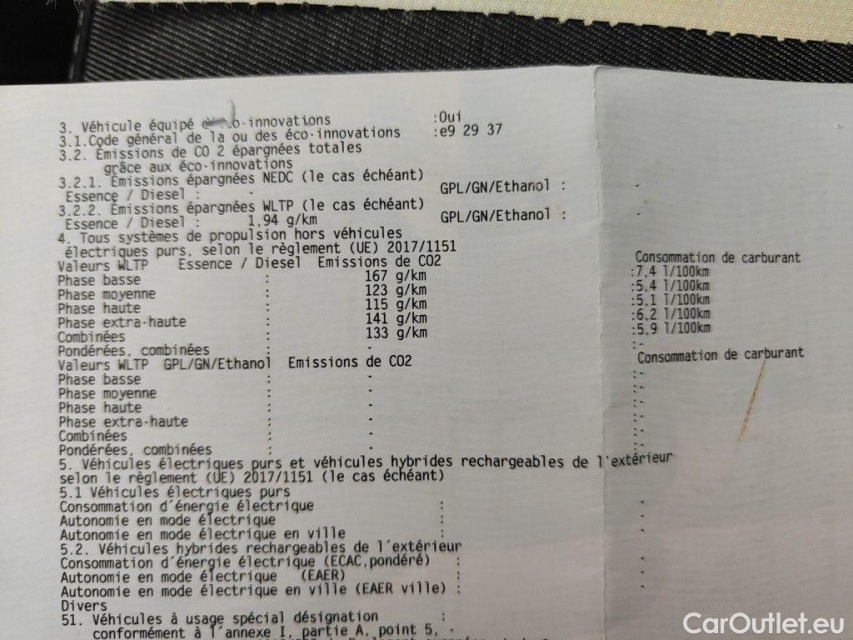 3. Véhicule équipé -innovations :Oui
3.1.Code général de la ou des éco-innovations :e9 29 37
3.2. Émissions de CO 2 épargnées totales
grâce aux éco-innovations
3.2.1. Émissions épargnées NEDC (le cas échéant)
Essence / Diesel : - GPL/GN/Ethanol : -
3.2.2. Émissions épargnées WLTP (le cas échéant)
Essence / Diesel : 1,94 g/km GPL/GN/Ethanol : -
4. Tous systèmes de propulsion hors véhicules
électriques purs, selon le règlement (UE) 2017/1151
Valeurs WLTP Essence / Diesel Emissions de CO2 Consommation de carburant
Phase basse : 167 g/km :7,4 l/100km
Phase moyenne : 123 g/km :5,4 l/100km
Phase haute : 115 g/km :5,1 l/100km
Phase extra-haute : 141 g/km :6,2 l/100km
Combinées : 133 g/km :5,9 l/100km
Pondérées, combinées : - :-
Valeurs WLTP GPL/GN/Ethanol Emissions de CO2 Consommation de carburant
Phase basse : - :-
Phase moyenne : - :-
Phase haute : - :-
Phase extra-haute : - :-
Combinées : - :-
Pondérées, combinées : - :-
5. Véhicules électriques purs et véhicules hybrides rechargeables de l'extérieur
selon le règlement (UE) 2017/1151 (le cas échéant)
5.1 Véhicules électriques purs
Consommation d'énergie électrique : -
Autonomie en mode électrique : -
Autonomie en mode électrique en ville : -
5.2. Véhicules hybrides rechargeables de l'extérieur
Consommation d'énergie électrique (ECAC,pondéré) : -
Autonomie en mode électrique (EAER) : -
Autonomie en mode électrique en ville (EAER ville) : -
Divers
51. Véhicules à usage spécial désignation :
conformément à l'annexe I, partie A, point 5, -
CarOutlet.eu